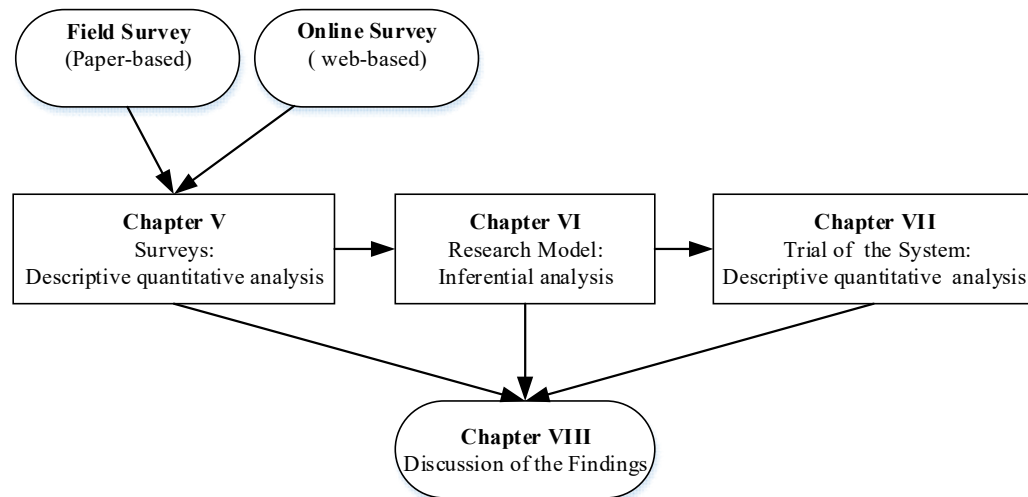 Field Survey
(Paper-based)
Online Survey
( web-based)
Chapter V
Surveys:
Descriptive quantitative analysis
Chapter VI
Research Model:
Inferential analysis
Chapter VII
Trial of the System:
Descriptive quantitative analysis
Chapter VIII
Discussion of the Findings